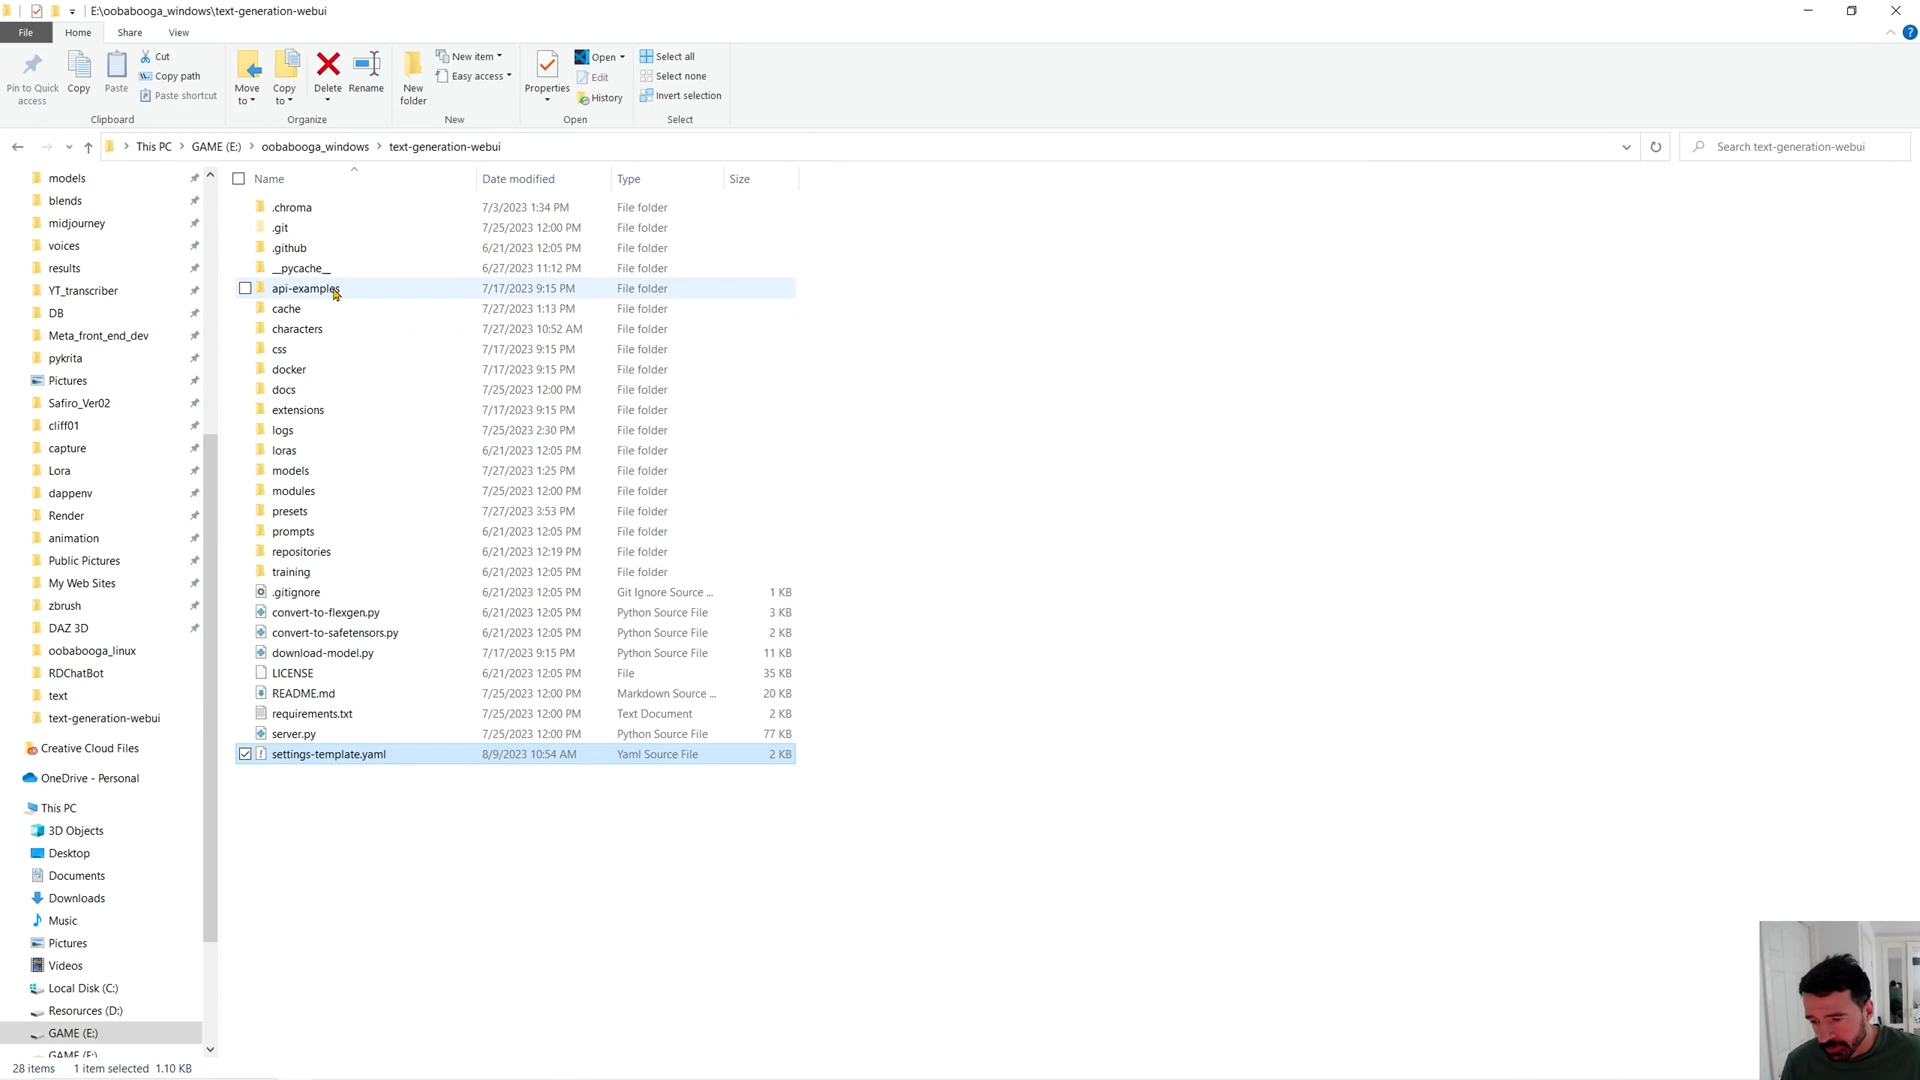 E:\oobabooga_windows\text-generation-webui
File Home Share View
Pin to Quick access
Copy
Paste
Cut
Copy path
Paste shortcut
Clipboard
Move to
Copy to
Delete
Rename
Organize
New folder
New item
Easy access
New
Properties
Open
Edit
History
Open
Select all
Select none
Invert selection
Select
This PC > GAME (E:) > oobabooga_windows > text-generation-webui
Search text-generation-webui
models
blends
midjourney
voices
results
YT_transcriber
DB
Meta_front_end_dev
pykrita
Pictures
Safiro_Ver02
cliff01
capture
Lora
dappenv
Render
animation
Public Pictures
My Web Sites
zbrush
DAZ 3D
oobabooga_linux
RDChatBot
text
text-generation-webui
Creative Cloud Files
OneDrive - Personal
This PC
3D Objects
Desktop
Documents
Downloads
Music
Pictures
Videos
Local Disk (C:)
Resorurces (D:)
GAME (E:)
GAME (E:)
Name Date modified Type Size
.chroma 7/3/2023 1:34 PM File folder
.git 7/25/2023 12:00 PM File folder
.github 6/21/2023 12:05 PM File folder
__pycache__ 6/27/2023 11:12 PM File folder
api-examples 7/17/2023 9:15 PM File folder
cache 7/27/2023 1:13 PM File folder
characters 7/27/2023 10:52 AM File folder
css 7/17/2023 9:15 PM File folder
docker 7/17/2023 9:15 PM File folder
docs 7/25/2023 12:00 PM File folder
extensions 7/17/2023 9:15 PM File folder
logs 7/25/2023 2:30 PM File folder
loras 6/21/2023 12:05 PM File folder
models 7/27/2023 1:25 PM File folder
modules 7/25/2023 12:00 PM File folder
presets 7/27/2023 3:53 PM File folder
prompts 6/21/2023 12:05 PM File folder
repositories 6/21/2023 12:19 PM File folder
training 6/21/2023 12:05 PM File folder
.gitignore 6/21/2023 12:05 PM Git Ignore Source ... 1 KB
convert-to-flexgen.py 6/21/2023 12:05 PM Python Source File 3 KB
convert-to-safetensors.py 6/21/2023 12:05 PM Python Source File 2 KB
download-model.py 7/17/2023 9:15 PM Python Source File 11 KB
LICENSE 6/21/2023 12:05 PM File 35 KB
README.md 7/25/2023 12:00 PM Markdown Source ... 20 KB
requirements.txt 7/25/2023 12:00 PM Text Document 2 KB
server.py 7/25/2023 12:00 PM Python Source File 77 KB
settings-template.yaml 8/9/2023 10:54 AM Yaml Source File 2 KB
28 items 1 item selected 1.10 KB